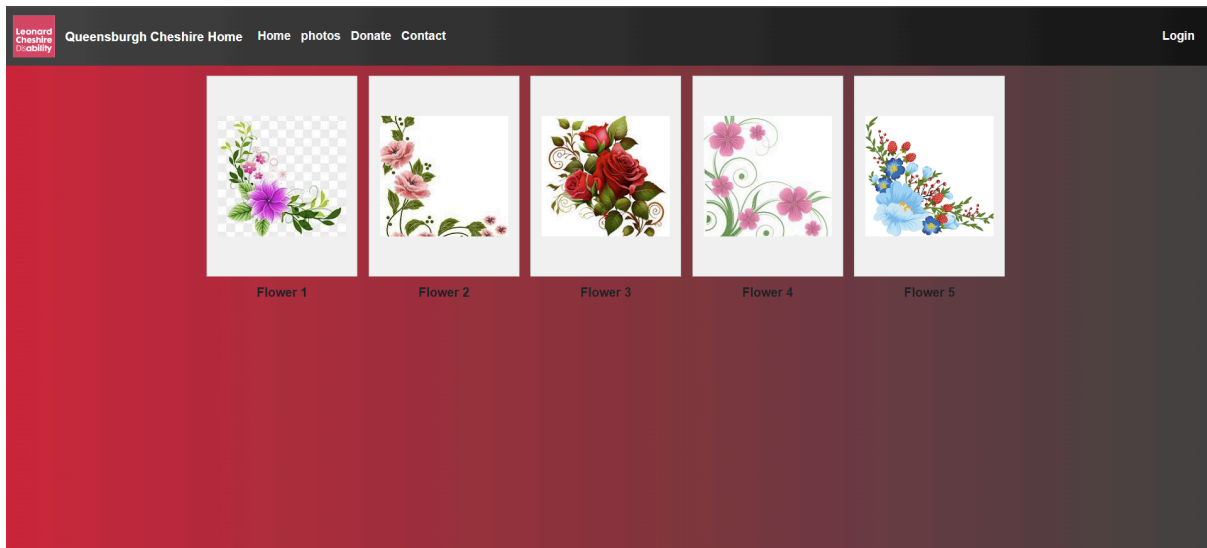 Leonard
Cheshire
Disability
Queensburgh Cheshire Home
Home photos Donate Contact
Login
Flower 1
Flower 2
Flower 3
Flower 4
Flower 5